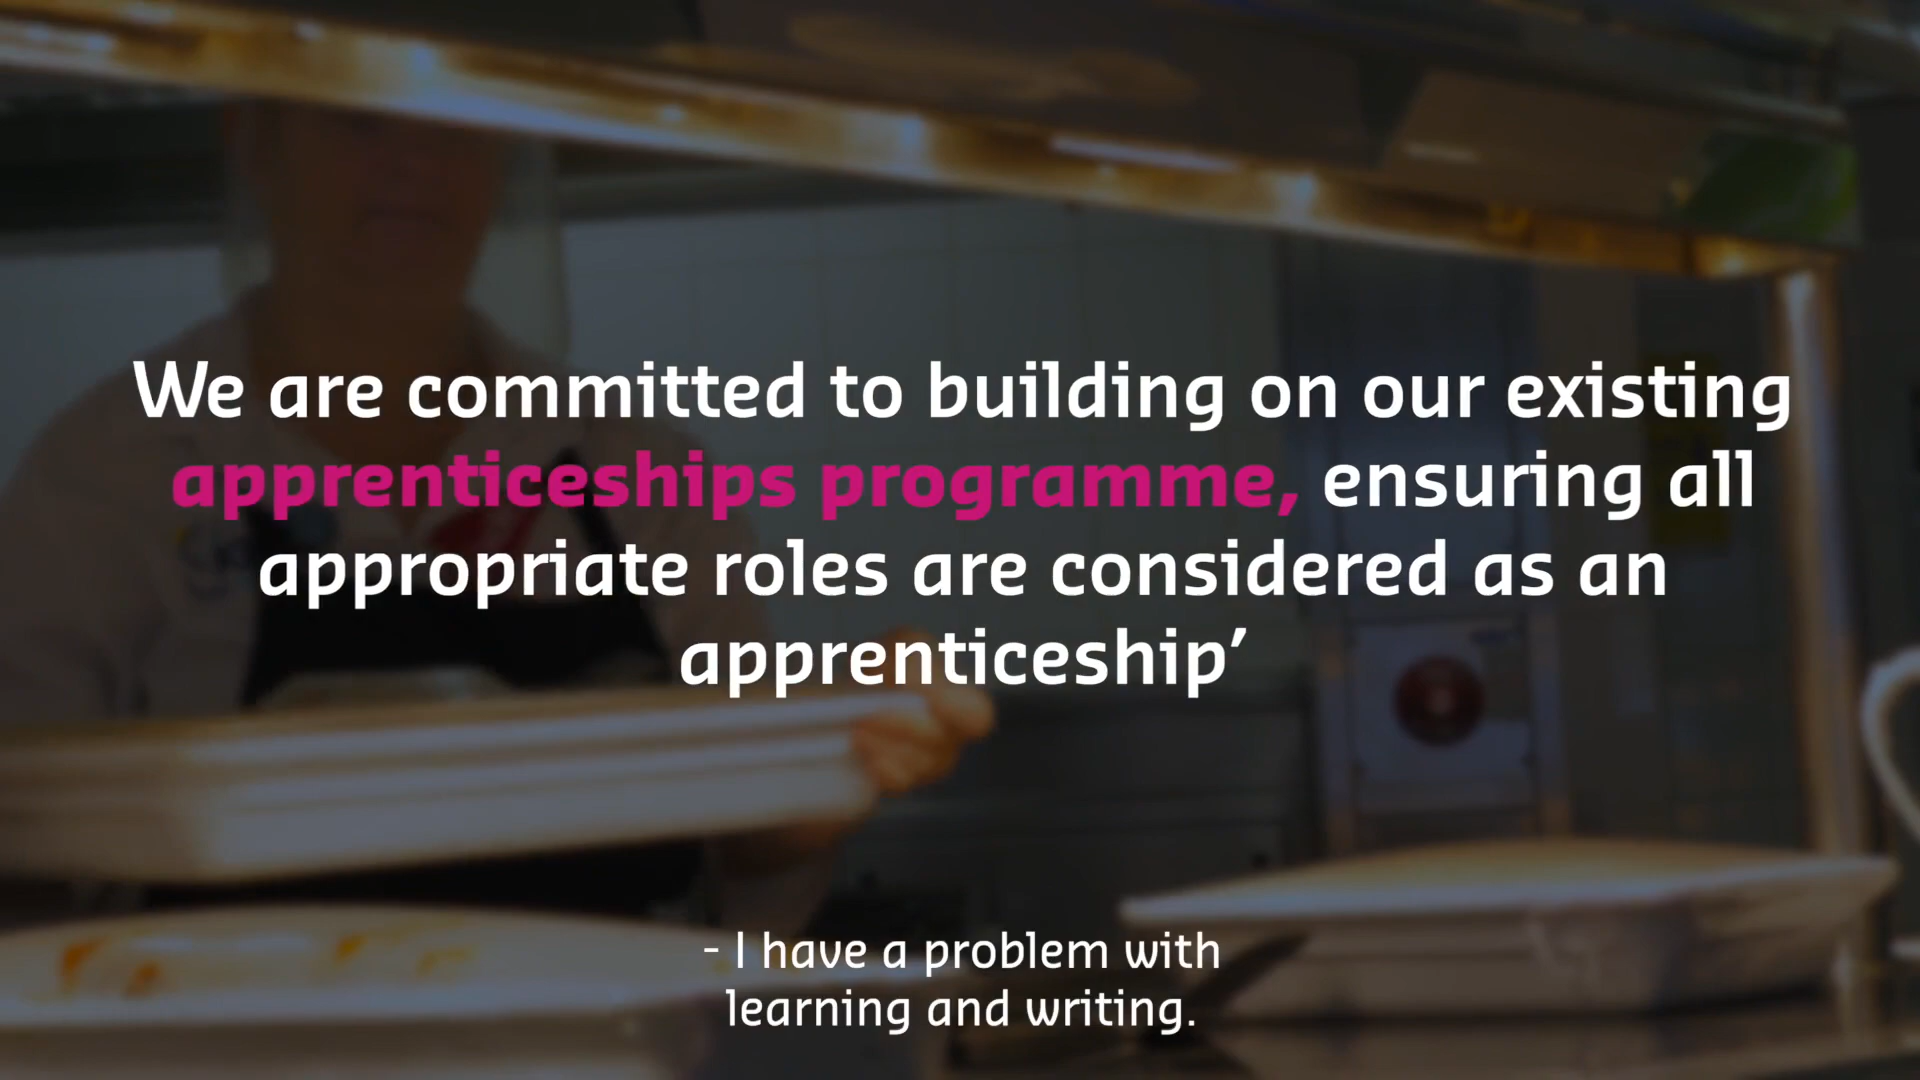 We are committed to building on our existing
apprenticeships programme, ensuring all
appropriate roles are considered as an
apprenticeship’
- I have a problem with
learning and writing.